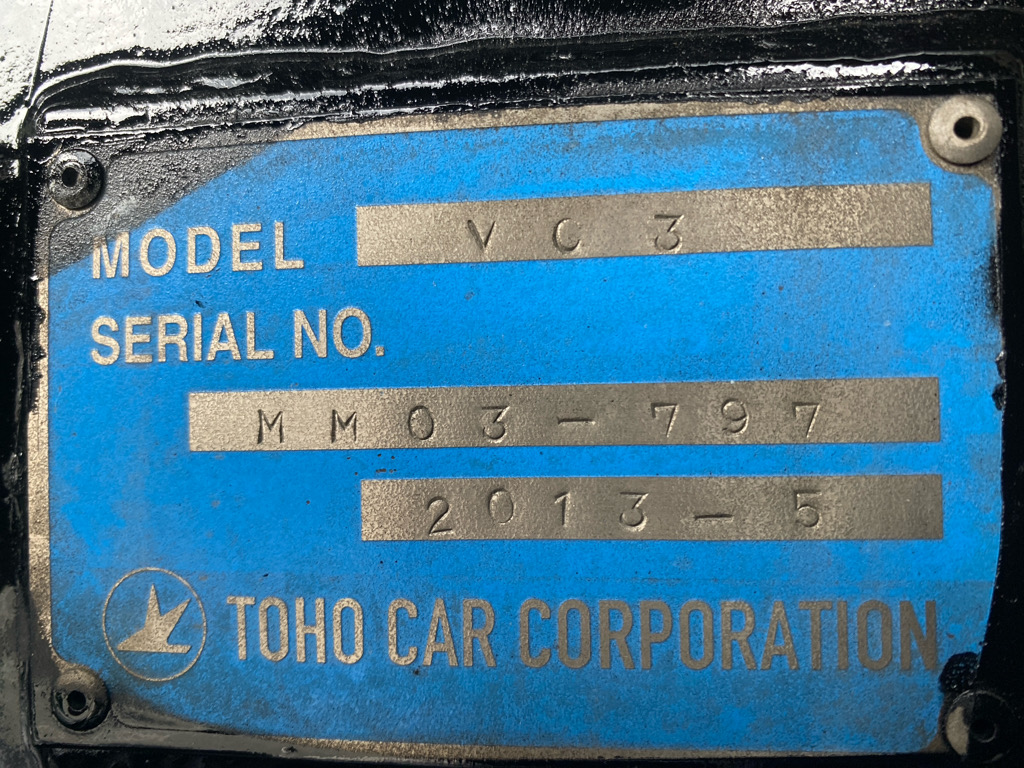 MODEL VC3
SERIAL NO.
MM03-797
2013-5
TOHO CAR CORPORATION